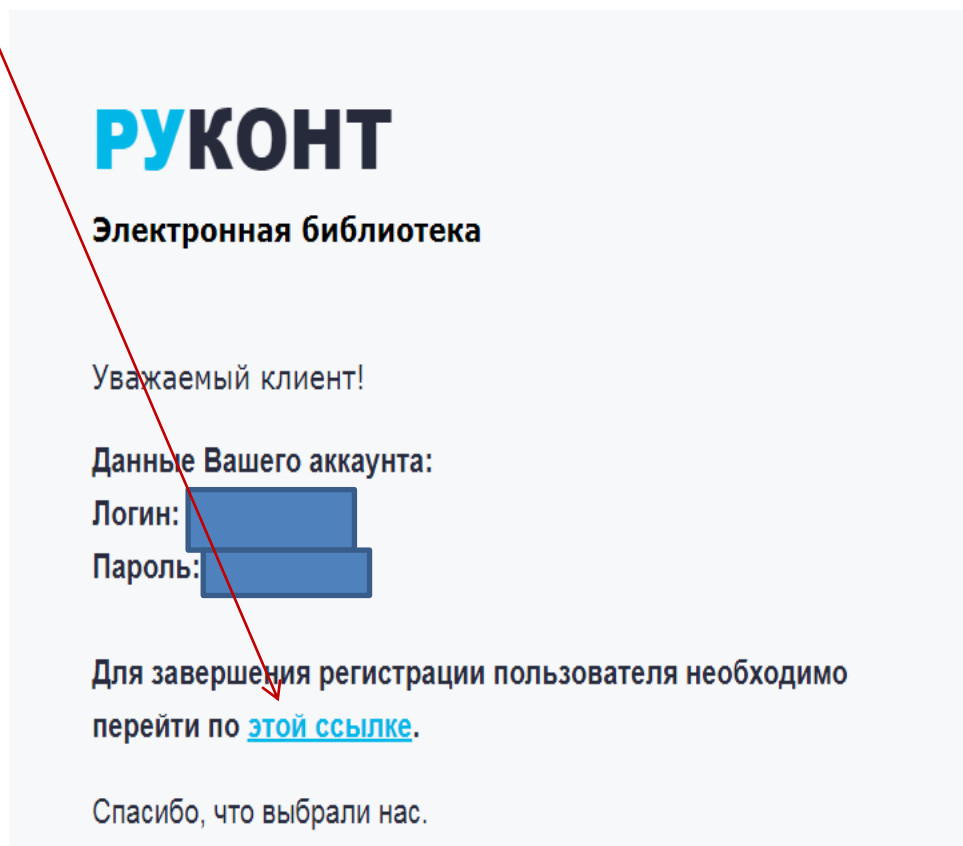 РУКОНТ
Электронная библиотека
Уважаемый клиент!
Данные Вашего аккаунта:
Логин:
Пароль:
Для завершения регистрации пользователя необходимо
перейти по этой ссылке.
Спасибо, что выбрали нас.